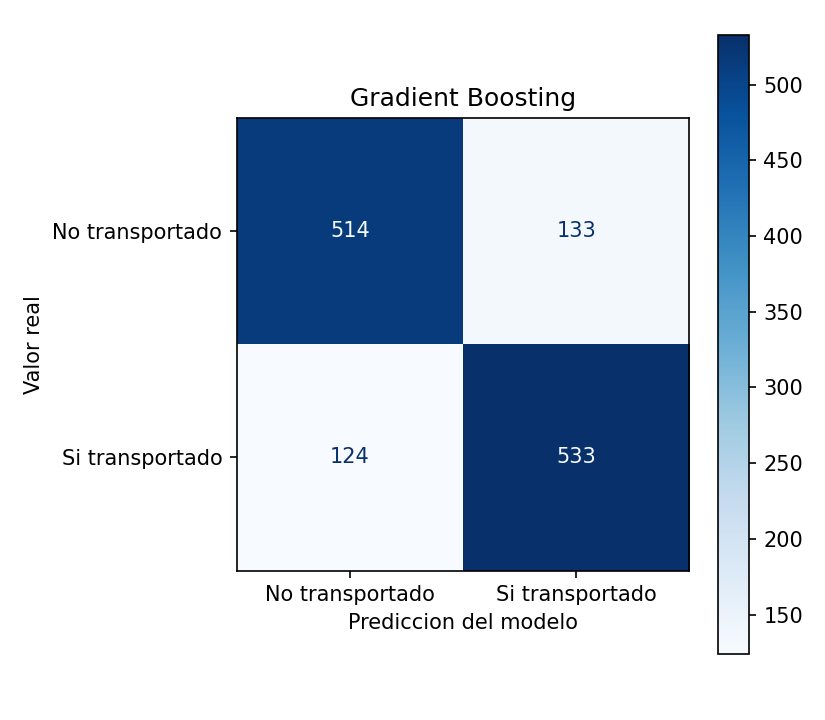 Gradient Boosting
Valor real
No transportado
514
133
Si transportado
124
533
No transportado
Si transportado
Prediccion del modelo
500
450
400
350
300
250
200
150